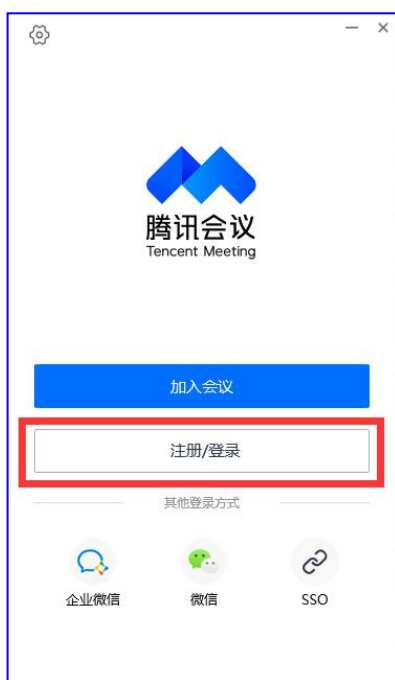 腾讯会议
Tencent Meeting
加入会议
注册/登录
其他登录方式
企业微信
微信
SSO